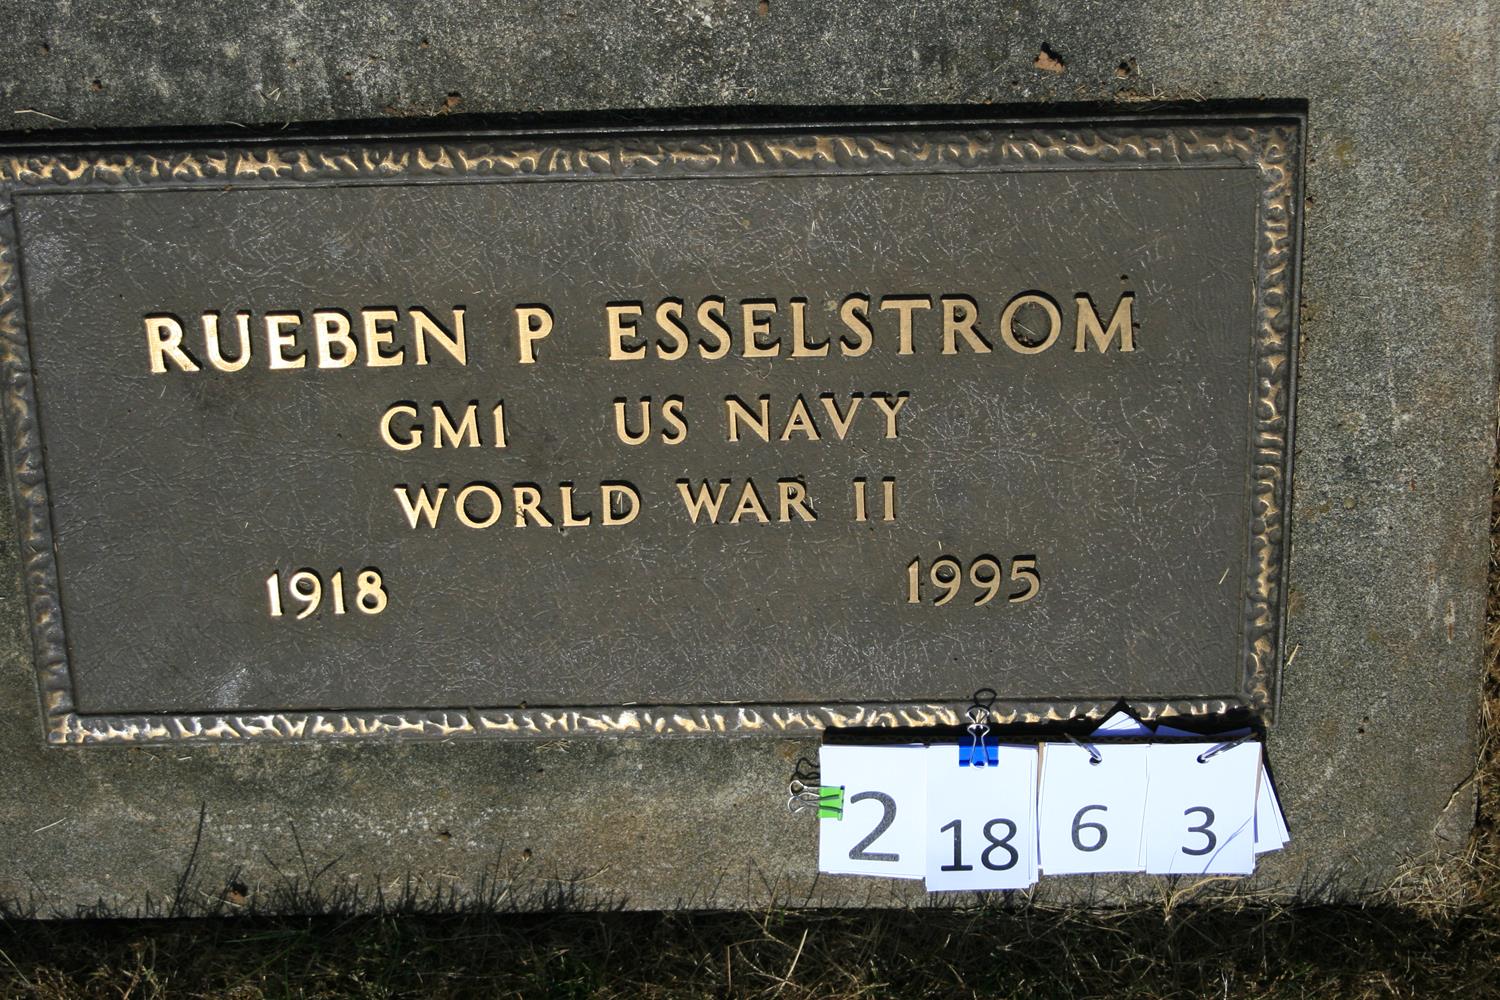 RUEBEN P ESSELSTROM
GM1 US NAVY
WORLD WAR II
1918 1995
2 18 6 3